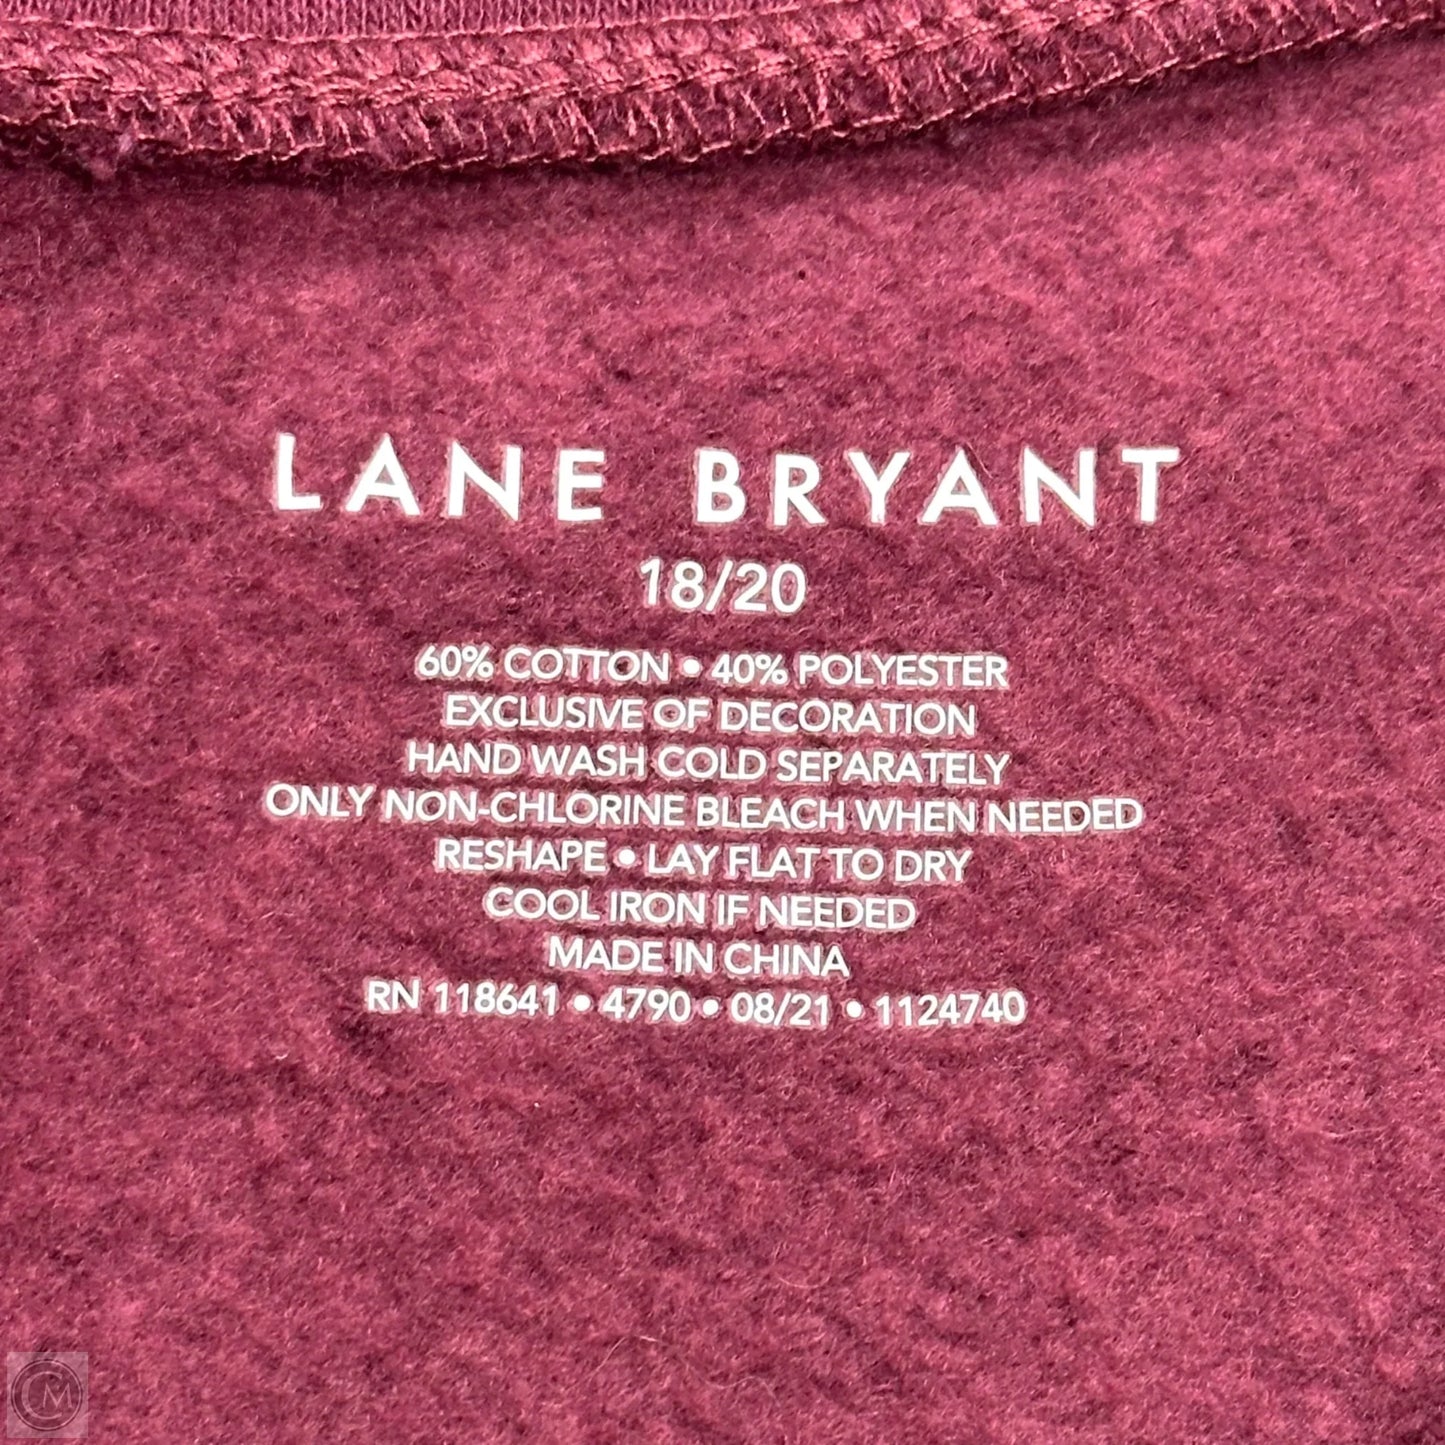 LANE BRYANT
18/20
60% COTTON • 40% POLYESTER
EXCLUSIVE OF DECORATION
HAND WASH COLD SEPARATELY
ONLY NON-CHLORINE BLEACH WHEN NEEDED
RESHAPE • LAY FLAT TO DRY
COOL IRON IF NEEDED
MADE IN CHINA
RN 118641 • 4790 • 08/21 • 1124740
CM